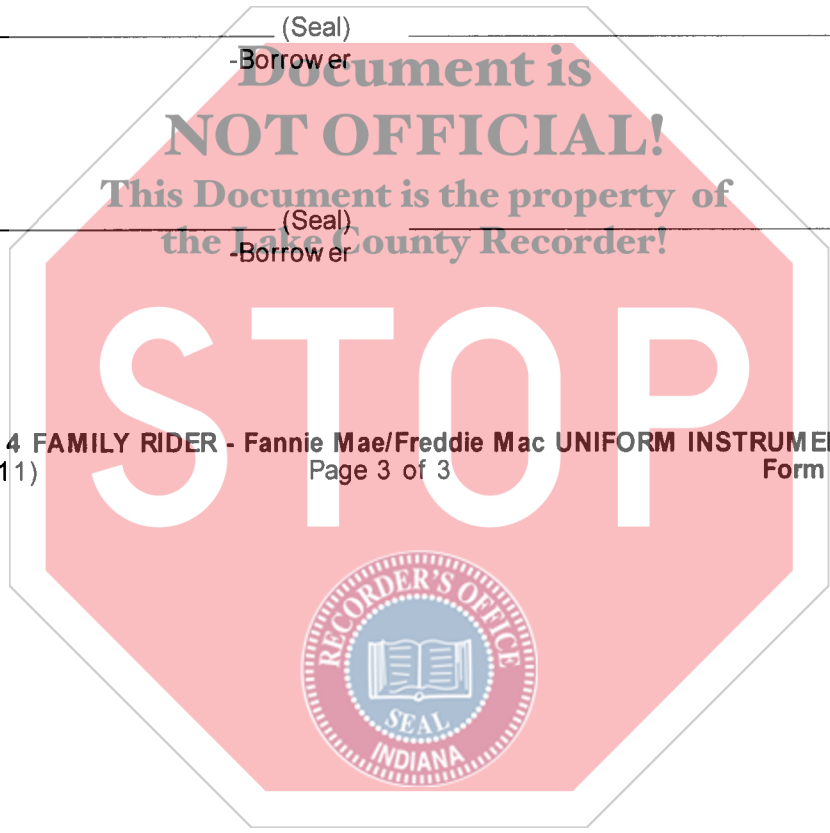 (Seal)
-Borrower
Document is
NOT OFFICIAL!
This Document is the property of
(Seal)
the Lake County Recorder!
-Borrower
STOP
4 FAMILY RIDER - Fannie Mae/Freddie Mac UNIFORM
11) Page 3 of 3 Form
RECORDER'S OFFICE
SEAL
INDIANA